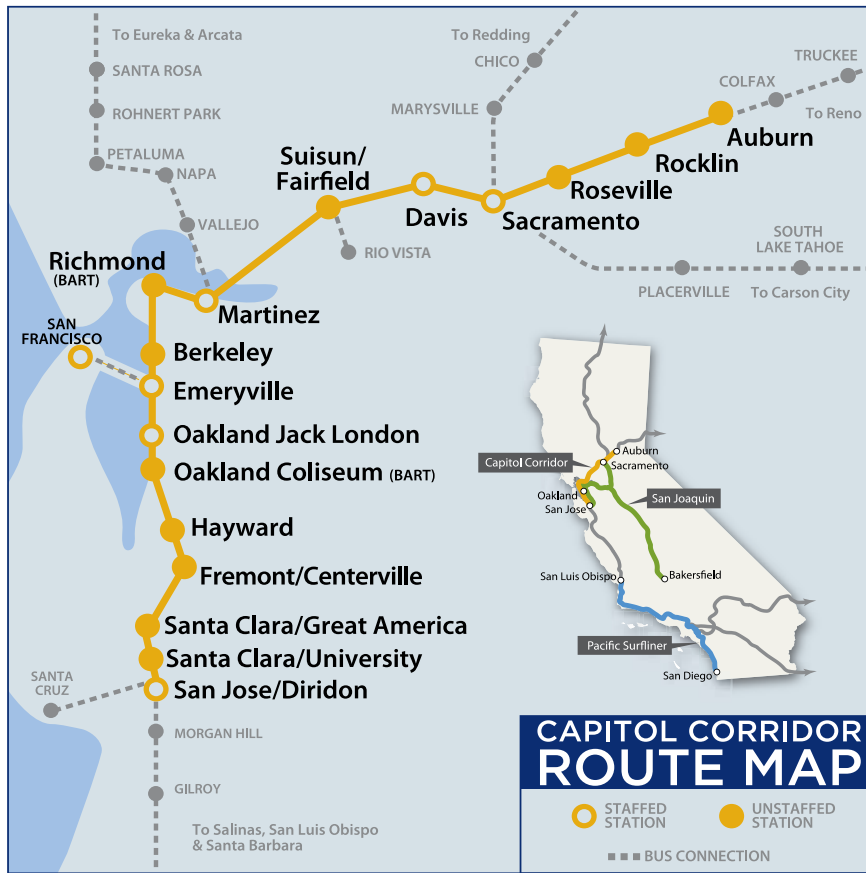 To Eureka & Arcata
SANTA ROSA
ROHNERT PARK
PETALUMA
NAPA
VALLEJO
To Redding
CHICO
MARYSVILLE
TRUCKEE
COLFAX
To Reno
Auburn
Rocklin
Roseville
Sacramento
Davis
Suisun/
Fairfield
RIO VISTA
SOUTH
LAKE TAHOE
PLACERVILLE
To Carson City
Richmond
(BART)
Martinez
SAN
FRANCISCO
Berkeley
Emeryville
Oakland Jack London
Oakland Coliseum (BART)
Hayward
Fremont/Centerville
Santa Clara/Great America
Santa Clara/University
San Jose/Diridon
SANTA
CRUZ
MORGAN HILL
GILROY
To Salinas, San Luis Obispo
& Santa Barbara
Auburn
Sacramento
Capitol Corridor
Oakland
San Jose
San Joaquin
San Luis Obispo
Bakersfield
Pacific Surfliner
San Diego
CAPITOL CORRIDOR
ROUTE MAP
STAFFED
STATION
UNSTAFFED
STATION
BUS CONNECTION